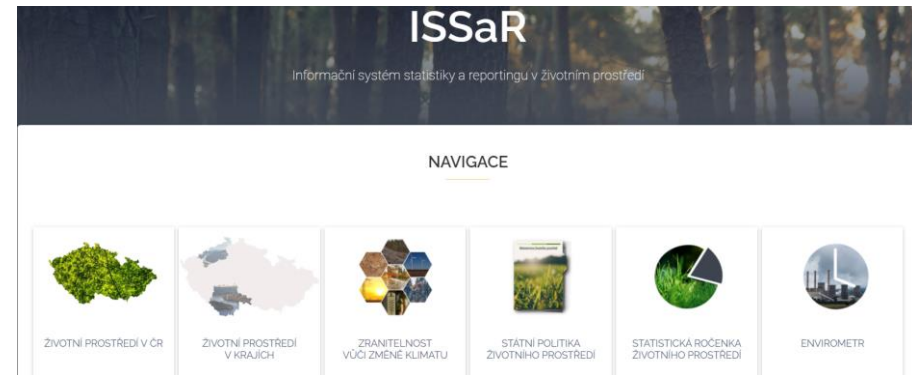 ISSaR
Informační systém statistiky a reportingu v životním prostředí
NAVIGACE
ŽIVOTNÍ PROSTŘEDÍ V ČR
ŽIVOTNÍ PROSTŘEDÍ
V KRAJÍCH
ZRANITELNOST
VŮČI ZMĚNĚ KLIMATU
STÁTNÍ POLITIKA
ŽIVOTNÍHO PROSTŘEDÍ
STATISTICKÁ ROČENKA
ŽIVOTNÍHO PROSTŘEDÍ
ENVIROMETR